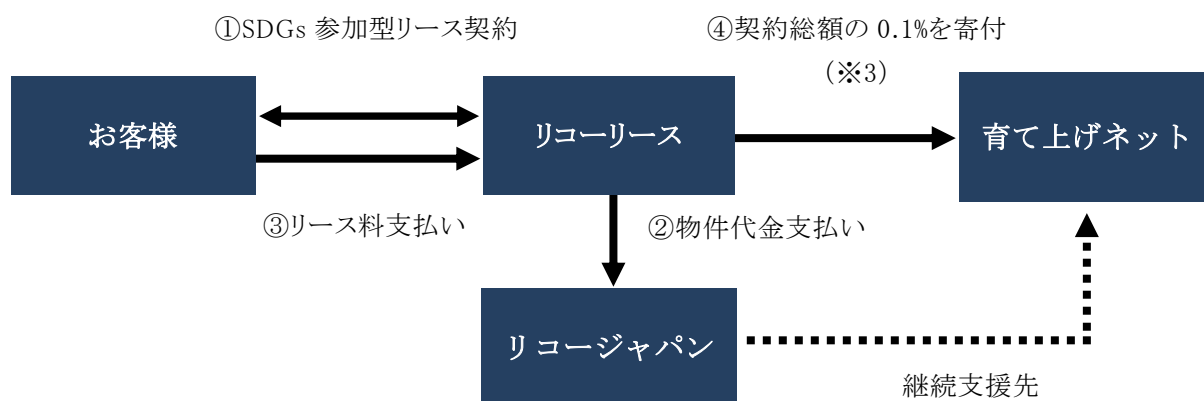 ①SDGs 参加型リース契約
④契約総額の 0.1%を寄付
(※3)
お客様
リコーリース
育て上げネット
③リース料支払い
②物件代金支払い
リコージャパン
継続支援先